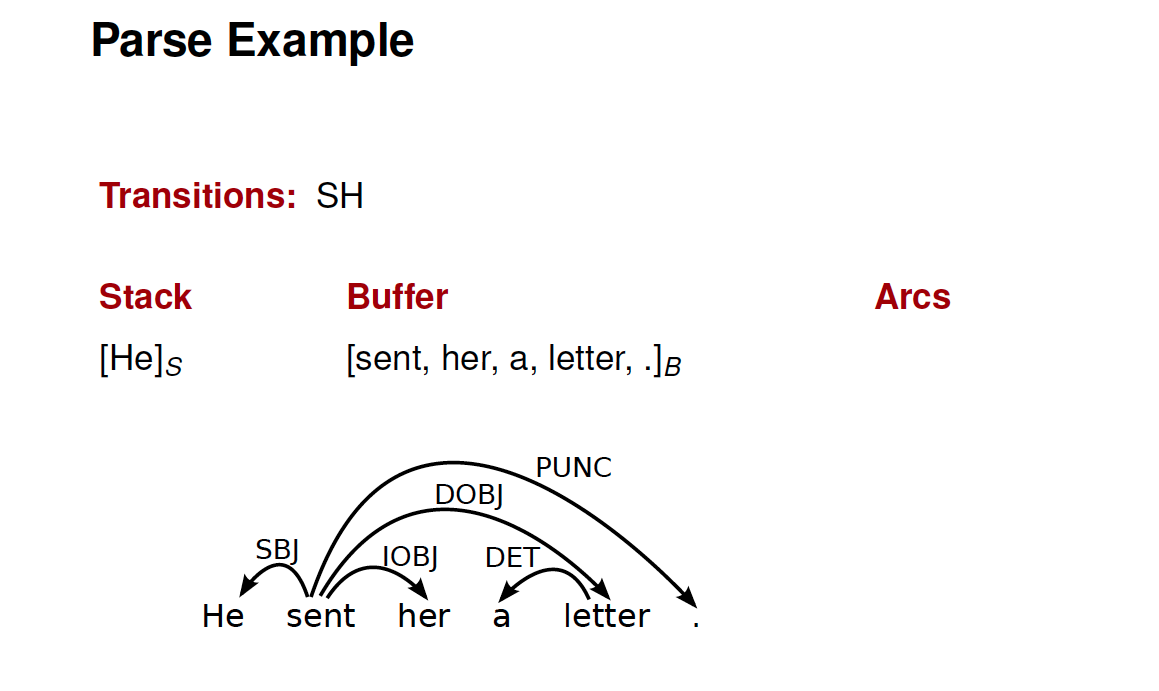 Parse Example
Transitions: SH
Stack Buffer Arcs
[He]S [sent, her, a, letter, .]B
PUNC
DOBJ
SBJ IOBJ DET
He sent her a letter .